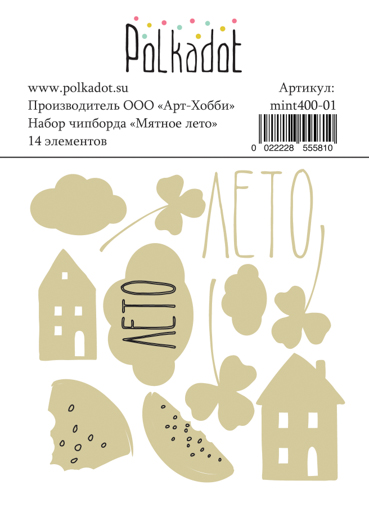 Polkadot
www.polkadot.su
Артикул:
Производитель ООО «Арт-Хобби»
mint400-01
Набор чипборда «Мятное лето»
14 элементов
0 022228 555810
ЛЕТО
ЛЕТО